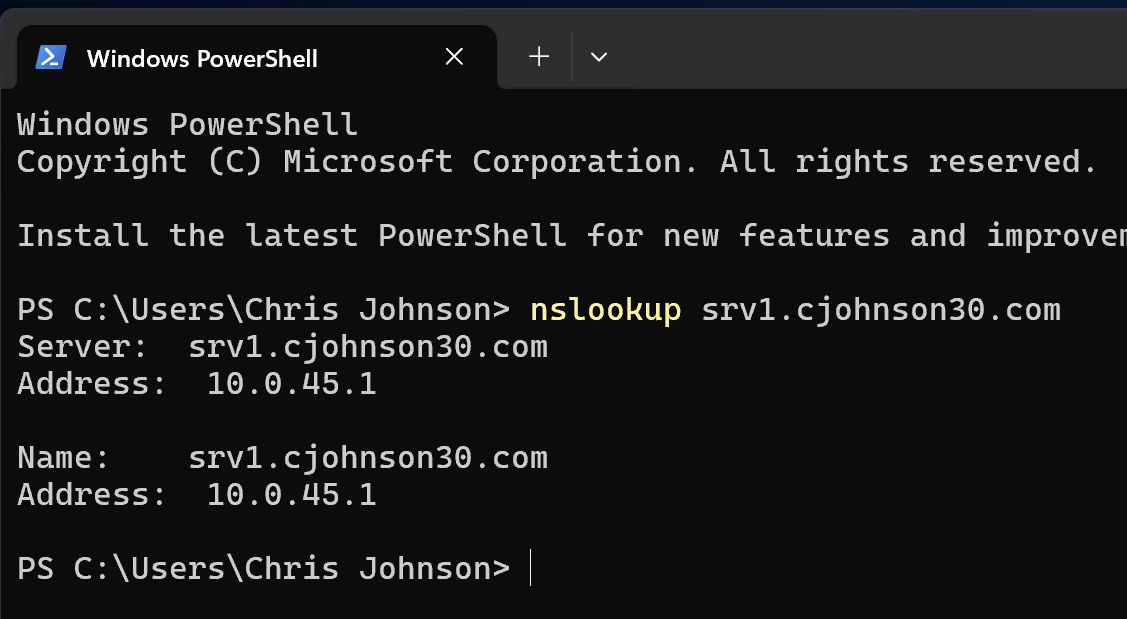 Windows PowerShell
Windows PowerShell
Copyright (C) Microsoft Corporation. All rights reserved.
Install the latest PowerShell for new features and improvem
PS C:\Users\Chris Johnson> nslookup srv1.cjohnson30.com
Server:  srv1.cjohnson30.com
Address:  10.0.45.1
Name:    srv1.cjohnson30.com
Address:  10.0.45.1
PS C:\Users\Chris Johnson>